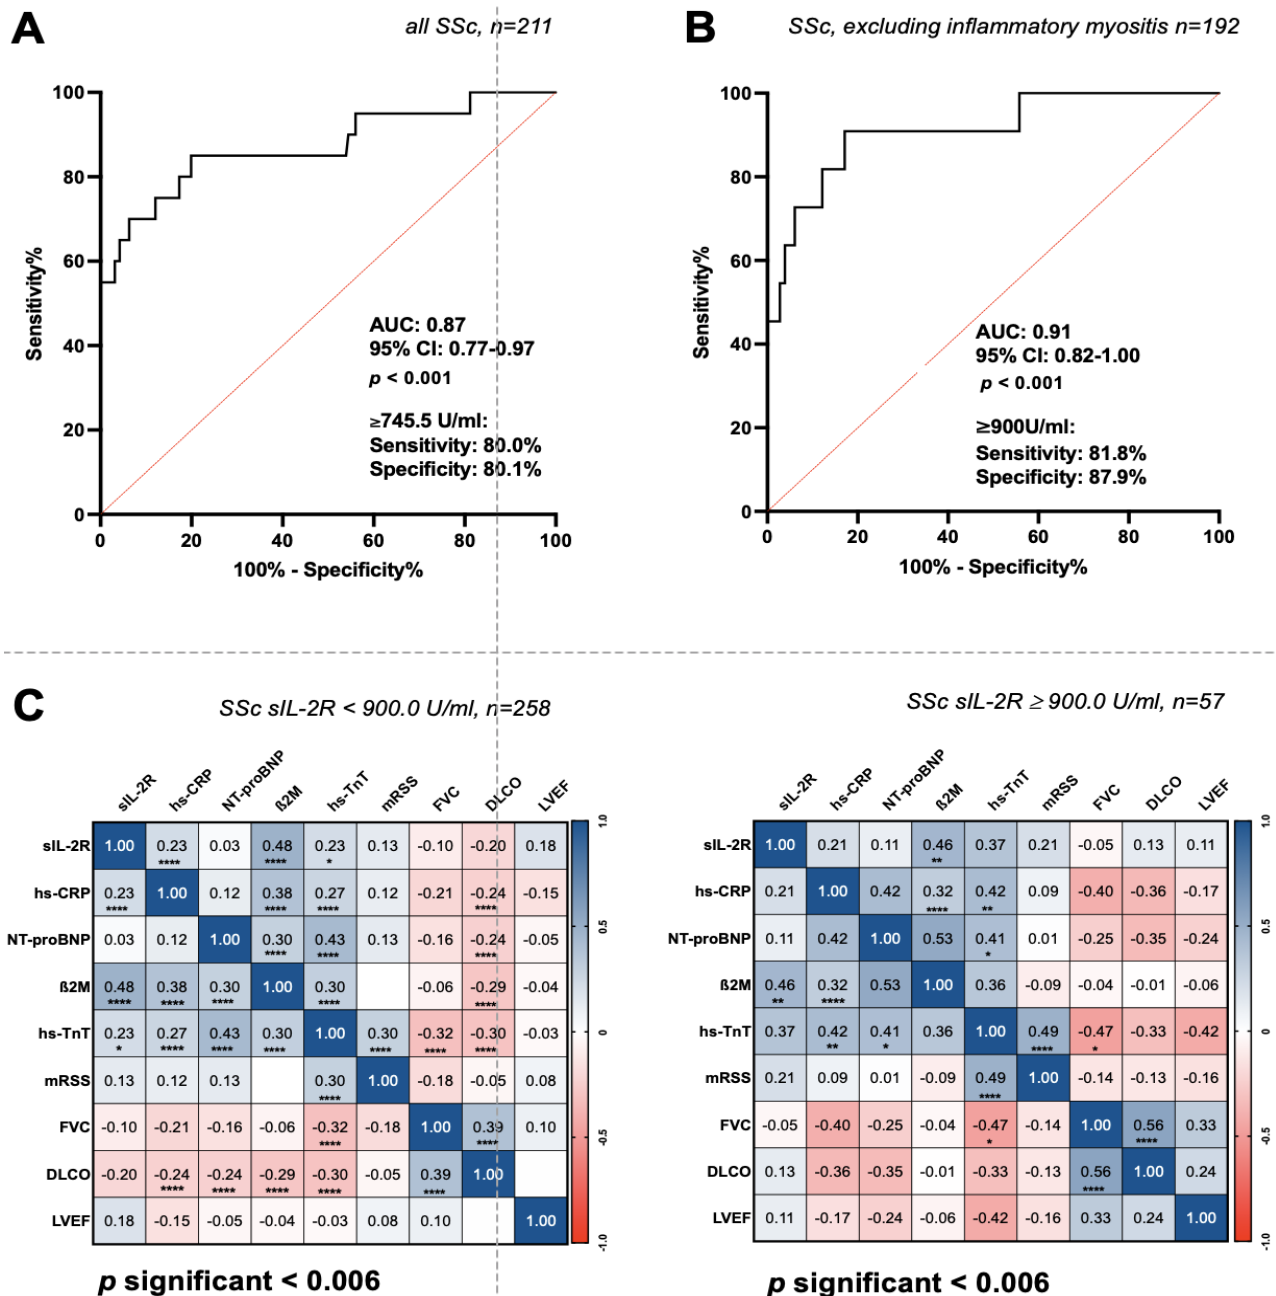 A
all SSc, n=211
B
SSc, excluding inflammatory myositis n=192
100
80
60
40
20
0
Sensitivity%
AUC: 0.87
95% CI: 0.77-0.97
p < 0.001
≥745.5 U/ml:
Sensitivity: 80.0%
Specificity: 80.1%
0 20 40 60 80 100
100% - Specificity%
100
80
60
40
20
0
Sensitivity%
AUC: 0.91
95% CI: 0.82-1.00
p < 0.001
≥900U/ml:
Sensitivity: 81.8%
Specificity: 87.9%
0 20 40 60 80 100
100% - Specificity%
C
SSc sIL-2R < 900.0 U/ml, n=258
sIL-2R hs-CRP NT-proBNP ß2M hs-TnT mRSS FVC DLCO LVEF
sIL-2R 1.00 0.23 0.03 0.48 0.23 0.13 -0.10 -0.20 0.18
**** **** *
hs-CRP 0.23 1.00 0.12 0.38 0.27 0.12 -0.21 -0.24 -0.15
**** **** **** ****
NT-proBNP 0.03 0.12 1.00 0.30 0.43 0.13 -0.16 -0.24 -0.05
**** **** ****
ß2M 0.48 0.38 0.30 1.00 0.30 -0.06 -0.29 -0.04
**** **** **** **** ****
hs-TnT 0.23 0.27 0.43 0.30 1.00 0.30 -0.32 -0.30 -0.03
* **** **** **** **** **** ****
mRSS 0.13 0.12 0.13 0.30 1.00 -0.18 -0.05 0.08
****
FVC -0.10 -0.21 -0.16 -0.06 -0.32 -0.18 1.00 0.39 0.10
**** ****
DLCO -0.20 -0.24 -0.24 -0.29 -0.30 -0.05 0.39 1.00
**** **** **** **** ****
LVEF 0.18 -0.15 -0.05 -0.04 -0.03 0.08 0.10 1.00
1.0
0.5
0
-0.5
-1.0
p significant < 0.006
SSc sIL-2R ≥ 900.0 U/ml, n=57
sIL-2R hs-CRP NT-proBNP ß2M hs-TnT mRSS FVC DLCO LVEF
sIL-2R 1.00 0.21 0.11 0.46 0.37 0.21 -0.05 0.13 0.11
**
hs-CRP 0.21 1.00 0.42 0.32 0.42 0.09 -0.40 -0.36 -0.17
**** **
NT-proBNP 0.11 0.42 1.00 0.53 0.41 0.01 -0.25 -0.35 -0.24
*
ß2M 0.46 0.32 0.53 1.00 0.36 -0.09 -0.04 -0.01 -0.06
** ****
hs-TnT 0.37 0.42 0.41 0.36 1.00 0.49 -0.47 -0.33 -0.42
** * **** *
mRSS 0.21 0.09 0.01 -0.09 0.49 1.00 -0.14 -0.13 -0.16
****
FVC -0.05 -0.40 -0.25 -0.04 -0.47 -0.14 1.00 0.56 0.33
* ****
DLCO 0.13 -0.36 -0.35 -0.01 -0.33 -0.13 0.56 1.00 0.24
****
LVEF 0.11 -0.17 -0.24 -0.06 -0.42 -0.16 0.33 0.24 1.00
1.0
0.5
0
-0.5
-1.0
p significant < 0.006